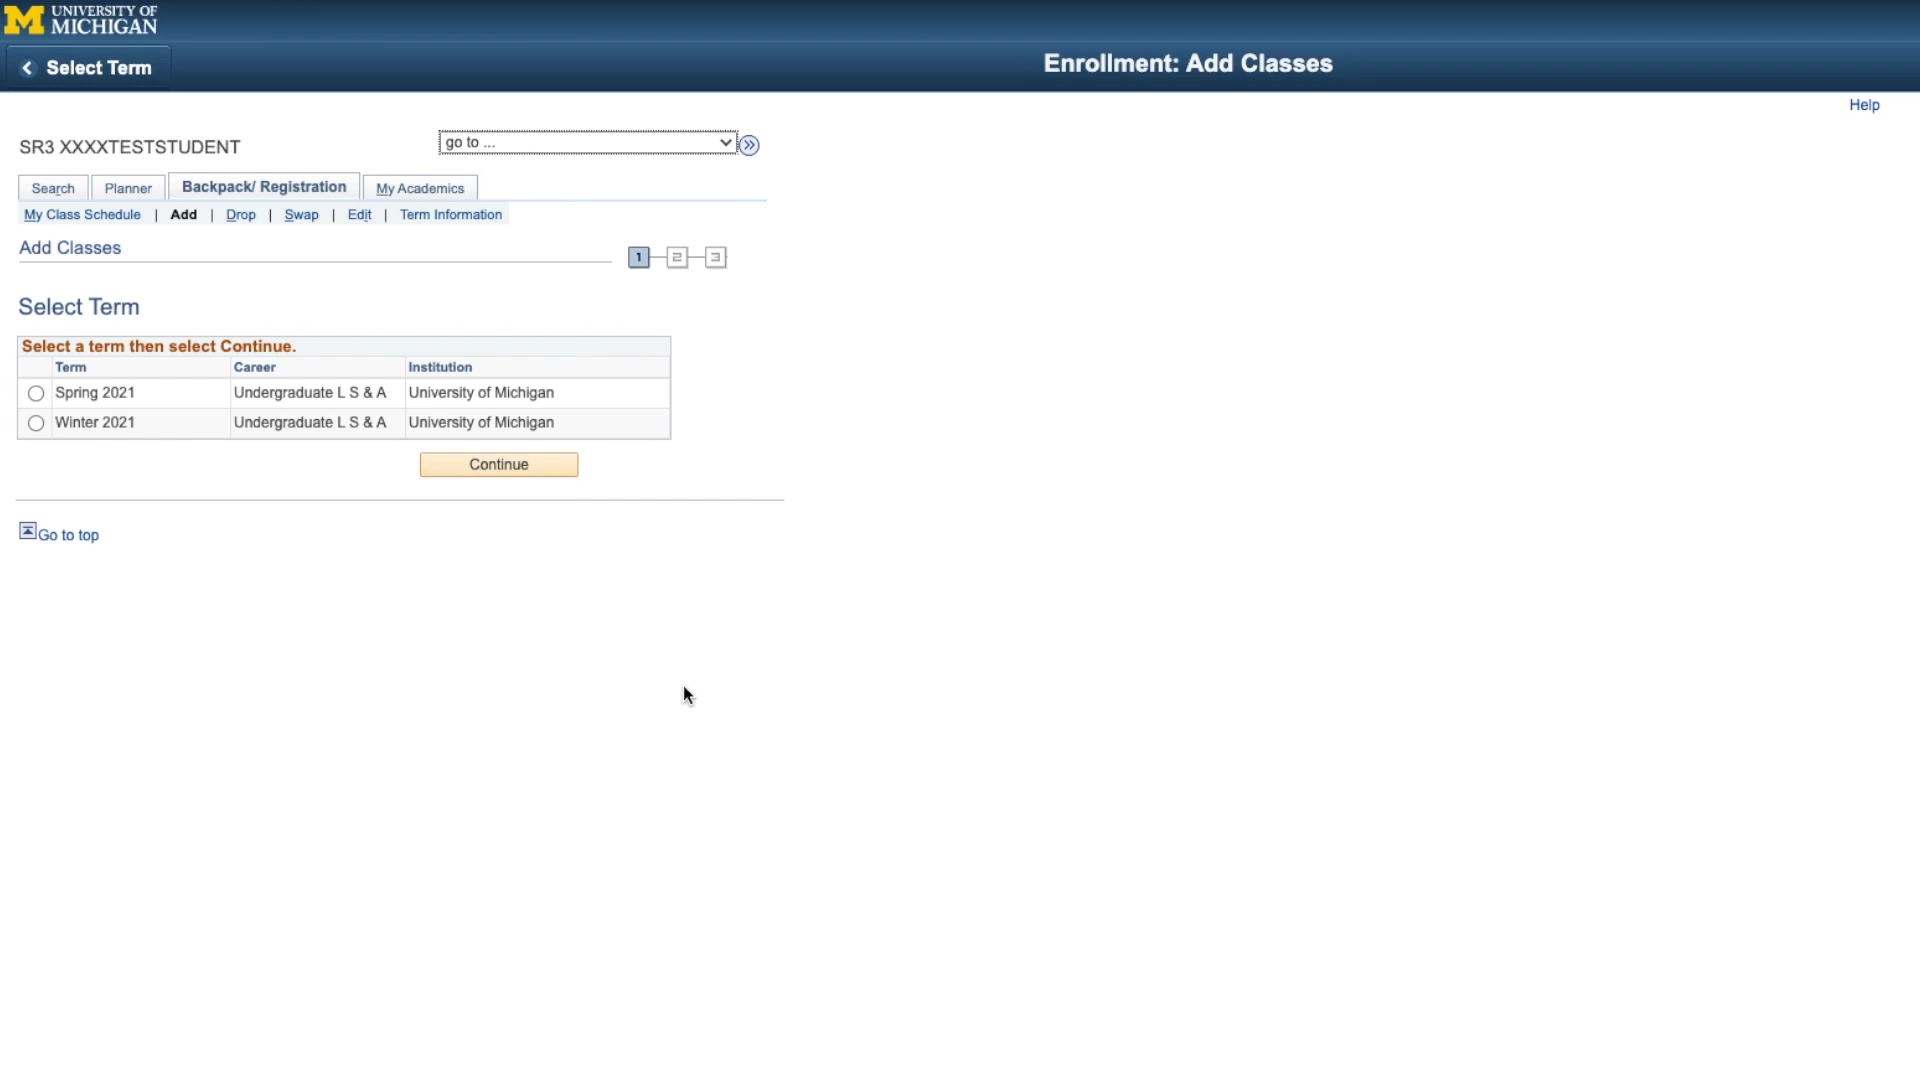 UNIVERSITY OF
MICHIGAN
Select Term
Enrollment: Add Classes
Help
SR3 XXXXTESTSTUDENT
go to ...
Search
Planner
Backpack/ Registration
My Academics
My Class Schedule | Add | Drop | Swap | Edit | Term Information
Add Classes
1 2 3
Select Term
Select a term then select Continue.
Term Career Institution
Spring 2021 Undergraduate L S & A University of Michigan
Winter 2021 Undergraduate L S & A University of Michigan
Continue
Go to top